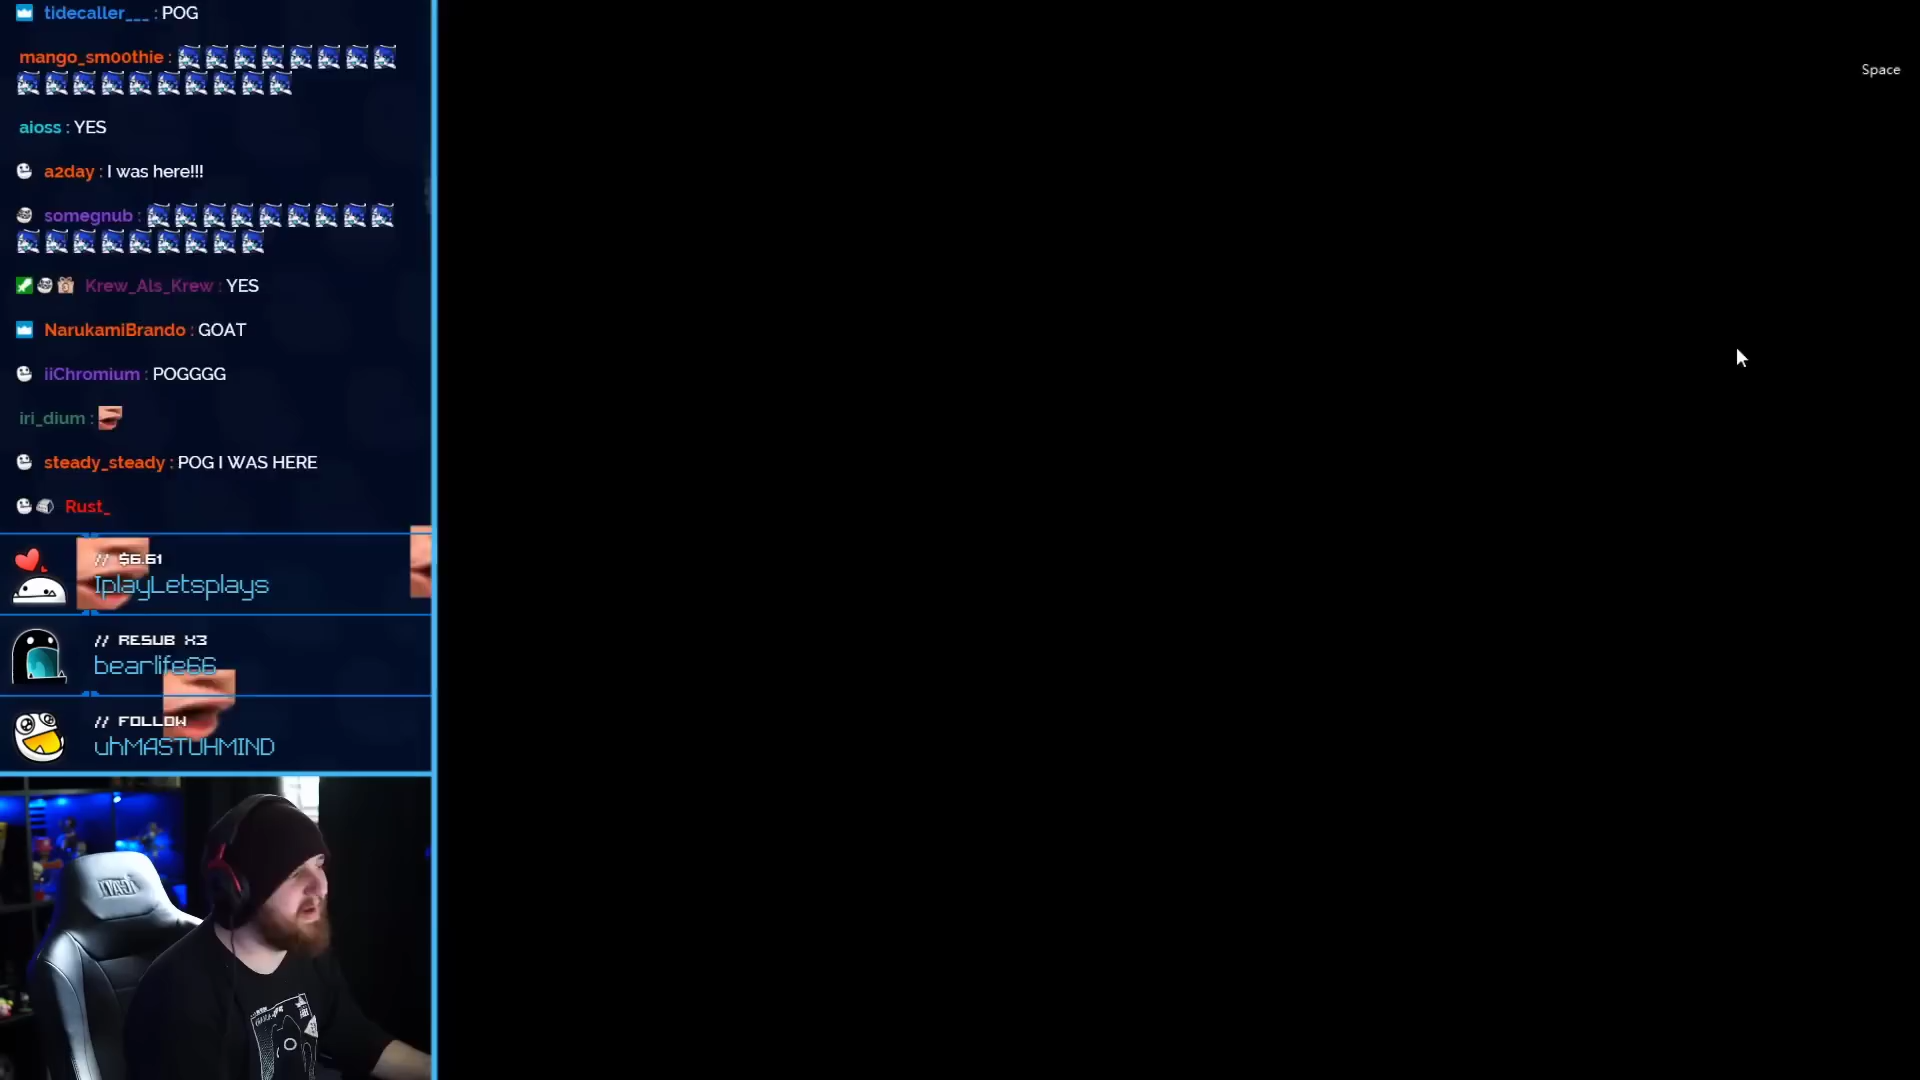 tidecaller___ : POG
mango_sm00thie :
aioss : YES
a2day : I was here!!!
somegnub :
Krew_Als_Krew : YES
NarukamiBrando : GOAT
iiChromium : POGGGG
iri_dium :
steady_steady : POG I WAS HERE
Rust_
// $6.61
IplayLetsplays
// RESUB X3
bearlife66
// FOLLOW
uhMASTUHMIND
Space